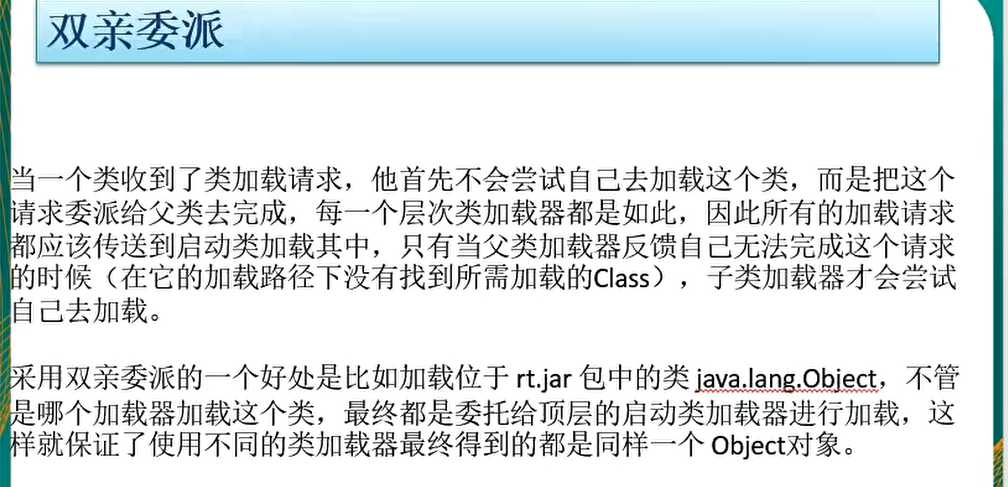 双亲委派
当一个类收到了类加载请求，他首先不会尝试自己去加载这个类，而是把这个
请求委派给父类去完成，每一个层次类加载器都是如此，因此所有的加载请求
都应该传送到启动类加载其中，只有当父类加载器反馈自己无法完成这个请求
的时候（在它的加载路径下没有找到所需加载的Class），子类加载器才会尝试
自己去加载。
采用双亲委派的一个好处是比如加载位于 rt.jar 包中的类 java.lang.Object，不管
是哪个加载器加载这个类，最终都是委托给顶层的启动类加载器进行加载，这
样就保证了使用不同的类加载器最终得到的都是同样一个 Object对象。